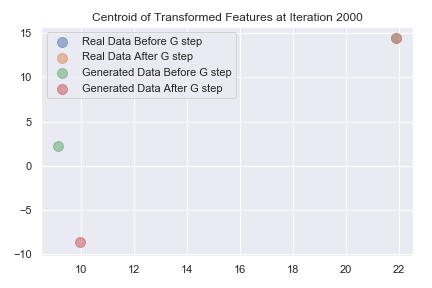 Centroid of Transformed Features at Iteration 2000
15
10
5
0
−5
−10
Real Data Before G step
Real Data After G step
Generated Data Before G step
Generated Data After G step
10
12
14
16
18
20
22